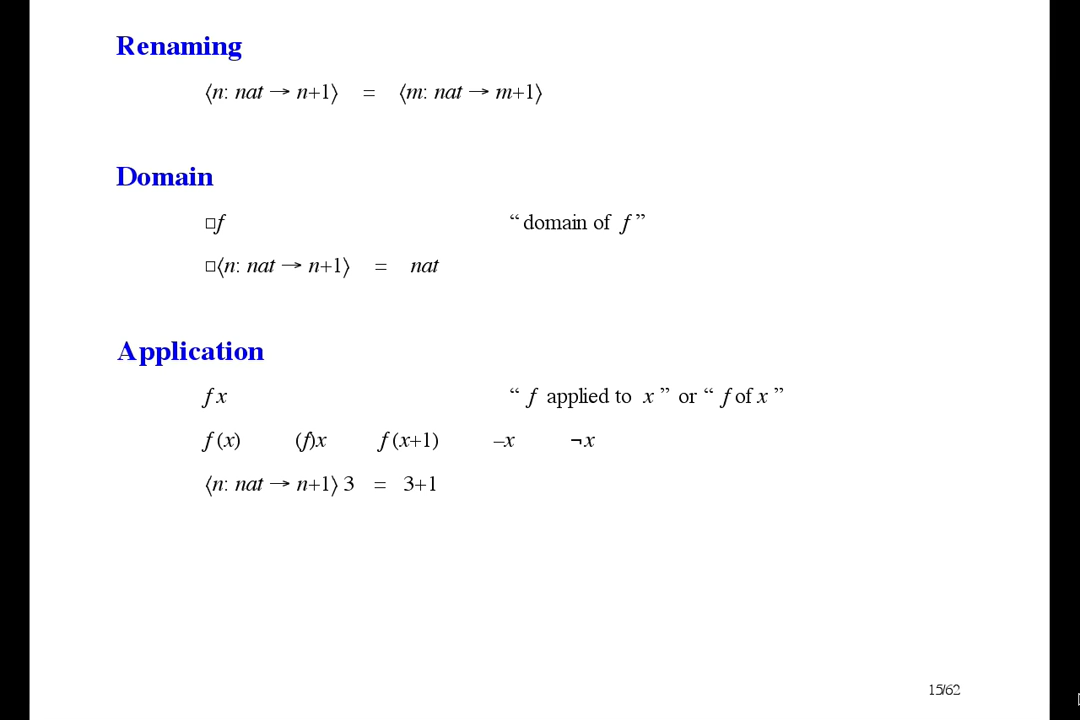 Renaming
⟨n: nat → n+1⟩ = ⟨m: nat → m+1⟩
Domain
□f “domain of f”
□⟨n: nat → n+1⟩ = nat
Application
f x “f applied to x” or “f of x”
f (x) (f)x f (x+1) –x ¬x
⟨n: nat → n+1⟩ 3 = 3+1
15/62